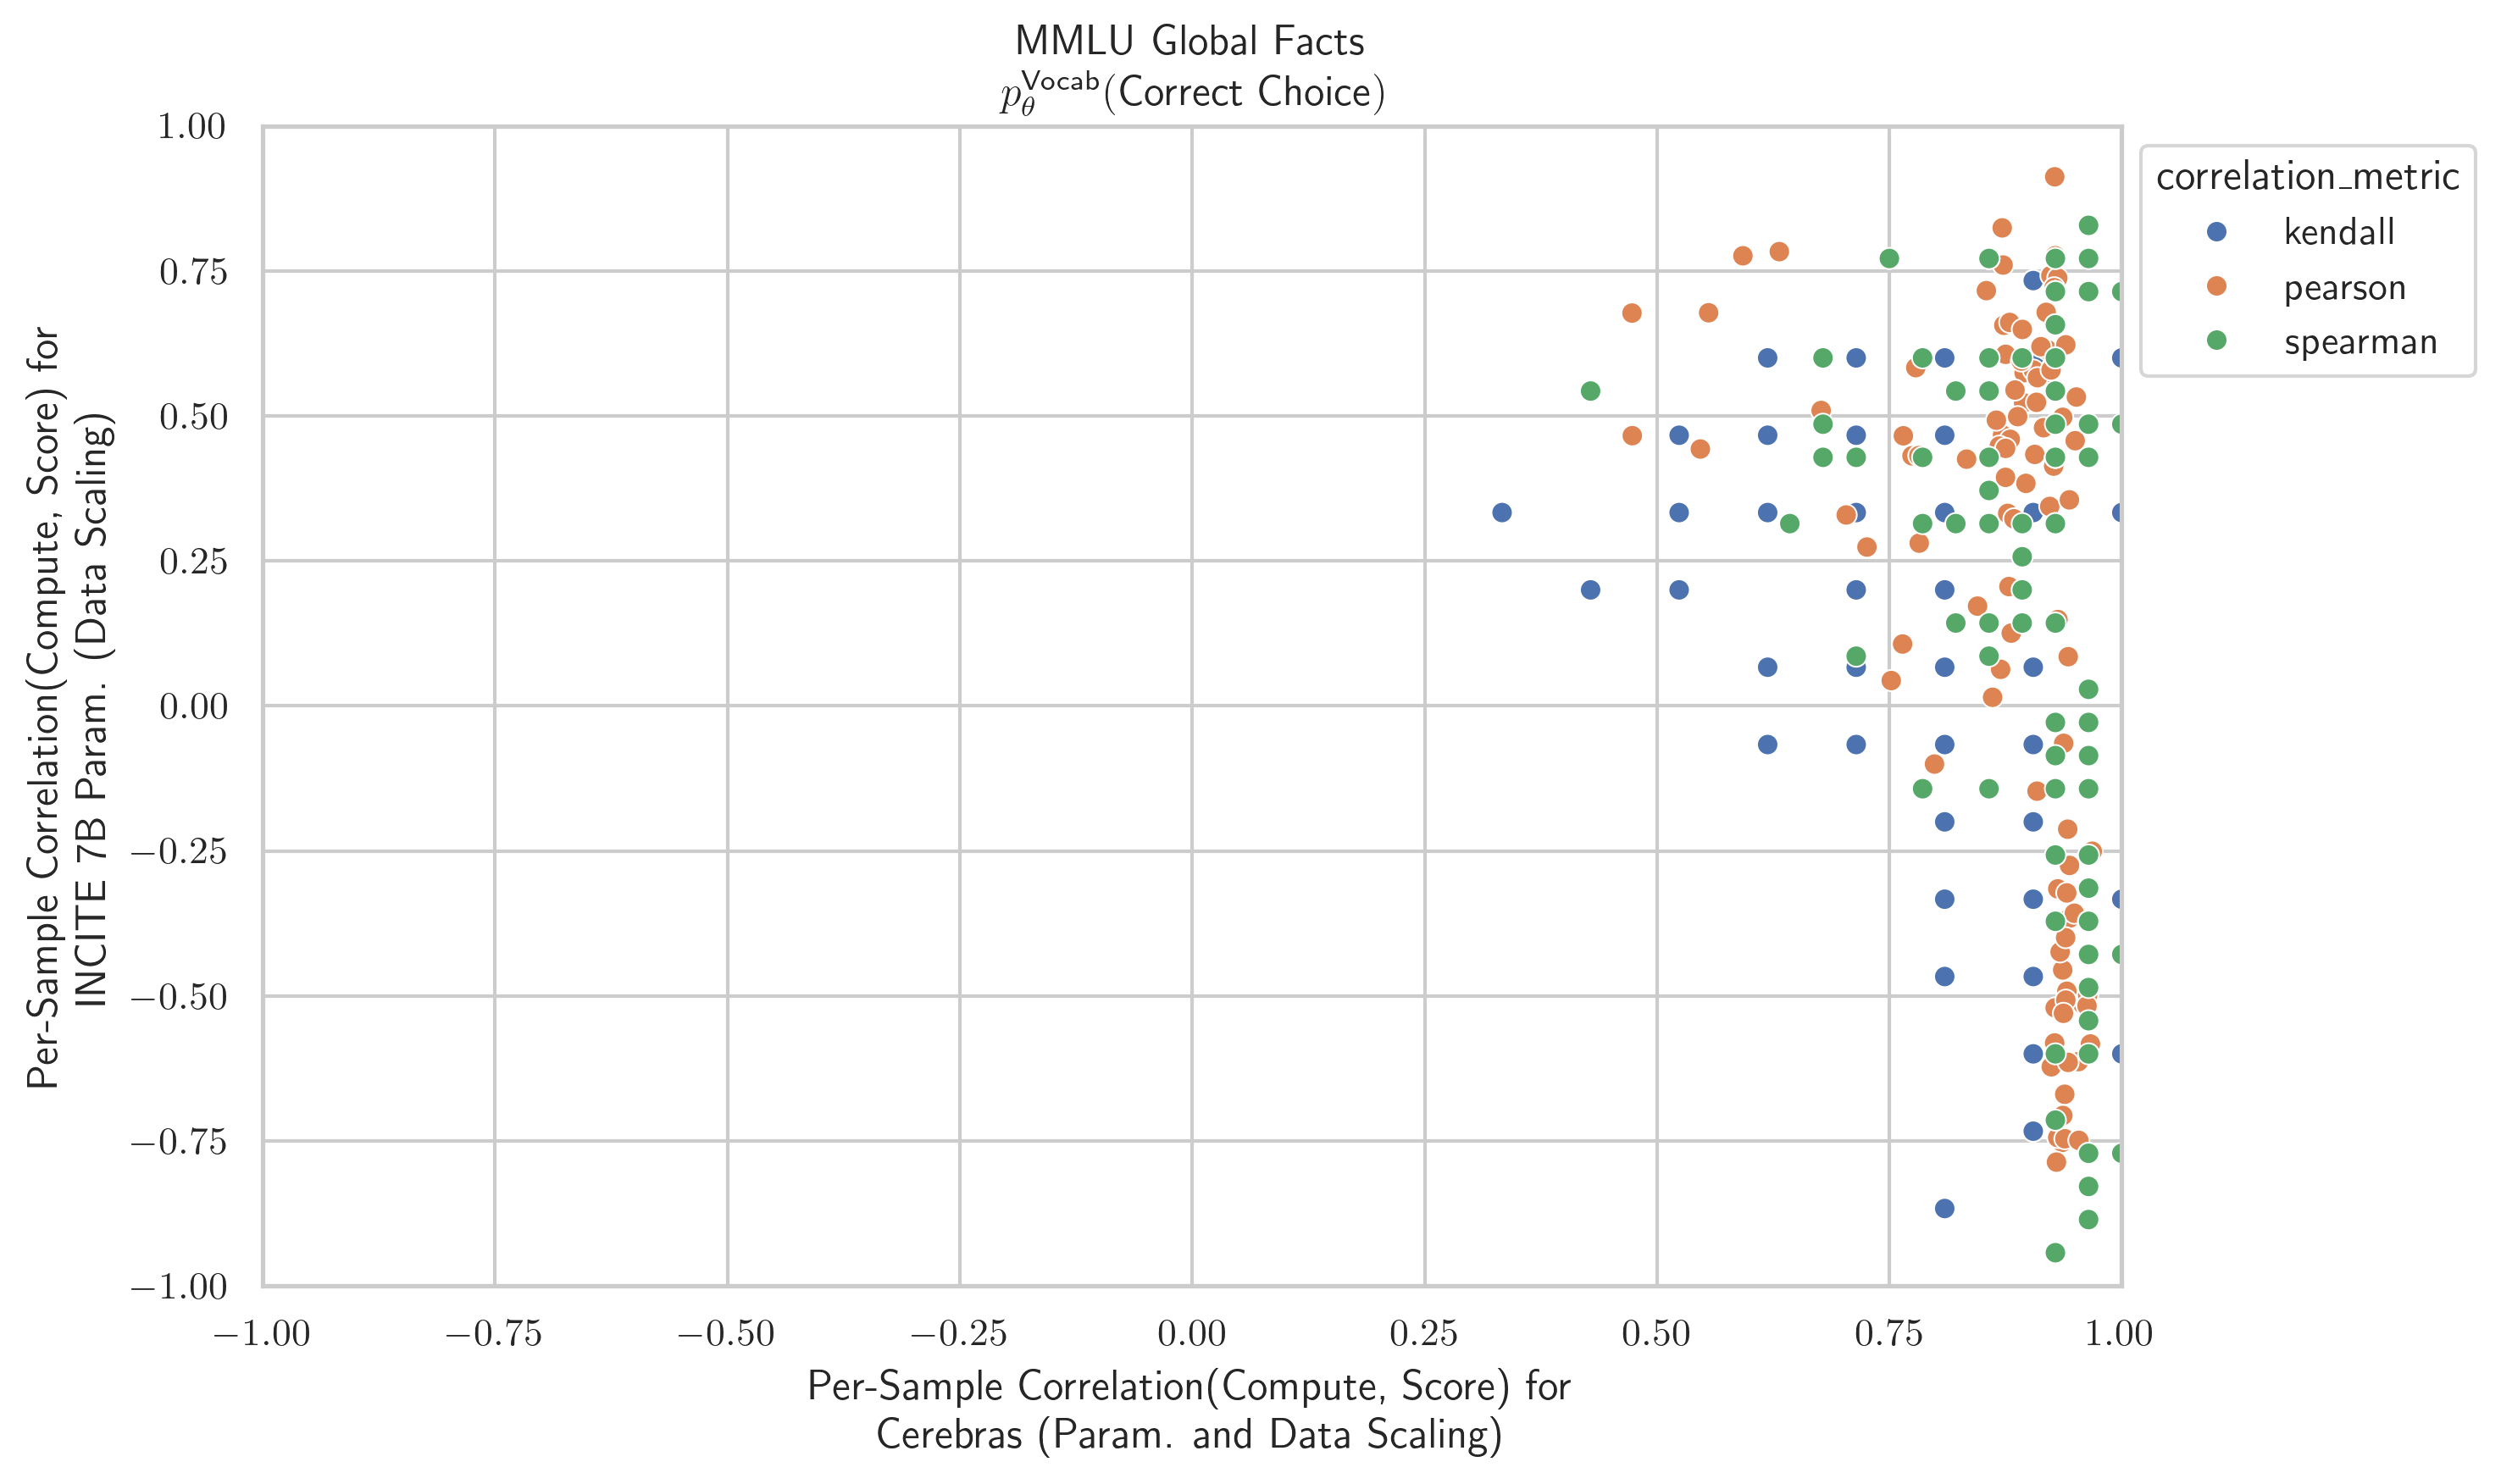 MMLU Global Facts
p_θ^Vocab(Correct Choice)
Per-Sample Correlation(Compute, Score) for
INCITE 7B Param. (Data Scaling)
1.00
0.75
0.50
0.25
0.00
−0.25
−0.50
−0.75
−1.00
correlation_metric
kendall
pearson
spearman
−1.00 −0.75 −0.50 −0.25 0.00 0.25 0.50 0.75 1.00
Per-Sample Correlation(Compute, Score) for
Cerebras (Param. and Data Scaling)